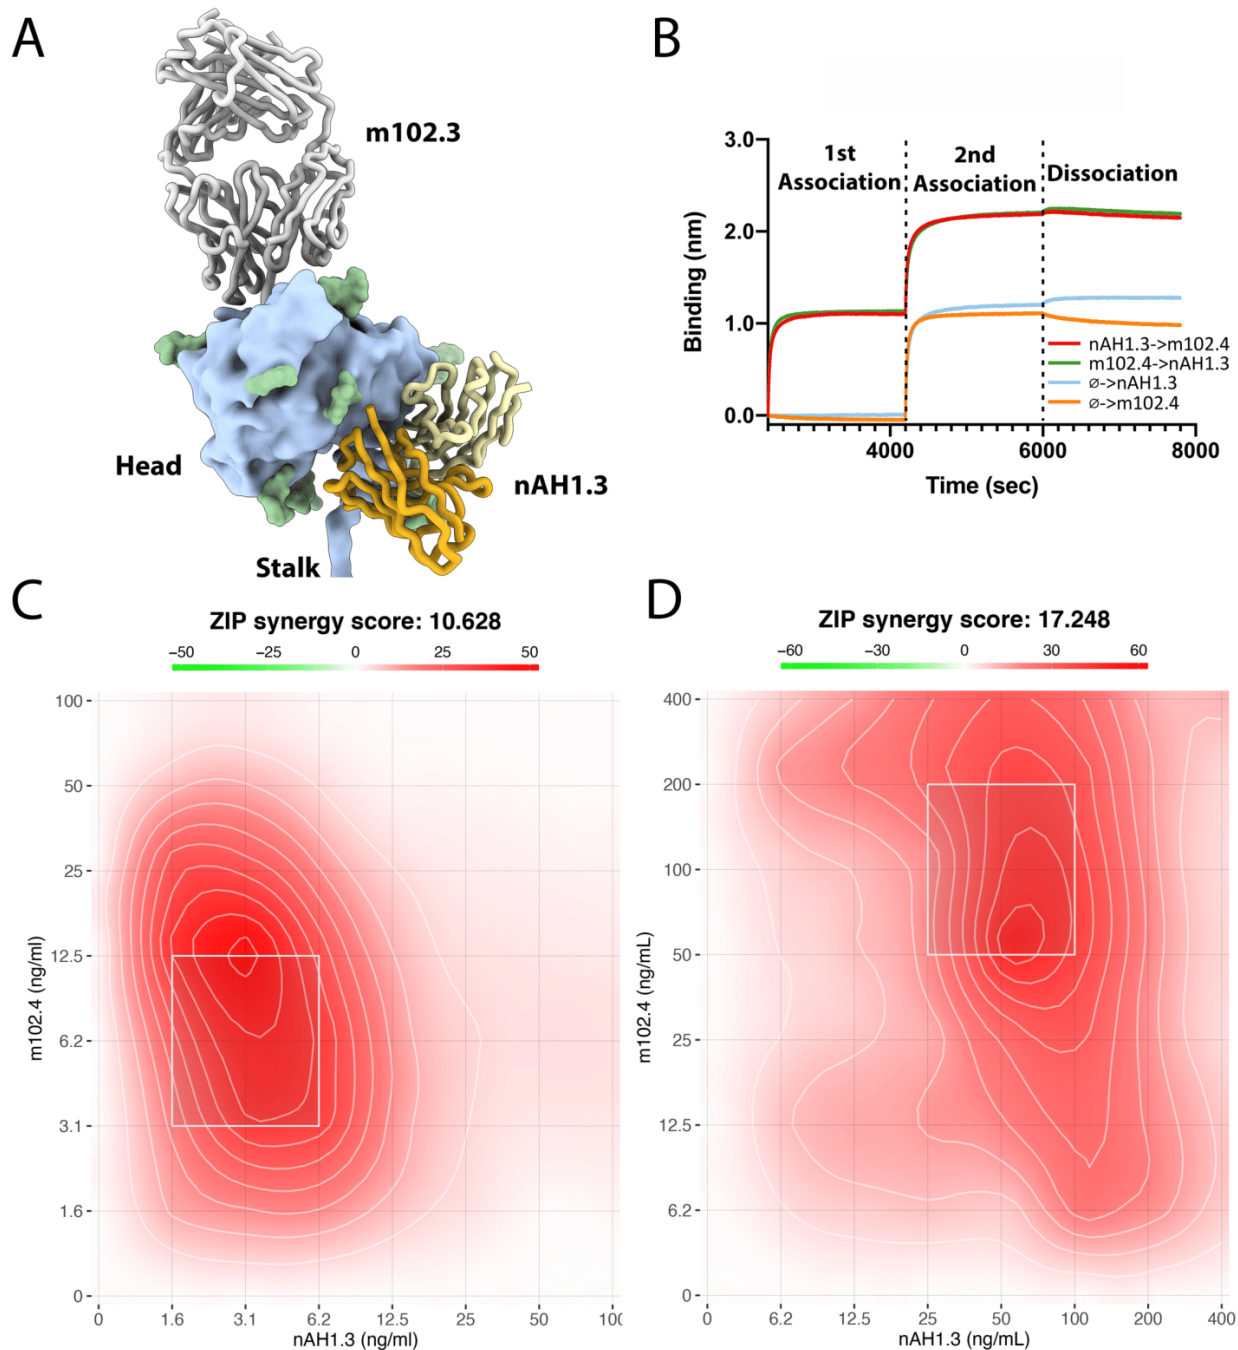 A
m102.3
Head
nAH1.3
Stalk
B
3.0
2.0
1.0
0.0
Binding (nm)
1st
Association
2nd
Association
Dissociation
nAH1.3->m102.4
m102.4->nAH1.3
ø->nAH1.3
ø->m102.4
4000
6000
8000
Time (sec)
C
ZIP synergy score: 10.628
−50
−25
0
25
50
100
50
25
12.5
6.2
3.1
1.6
0
m102.4 (ng/ml)
0
1.6
3.1
6.2
12.5
25
50
nAH1.3 (ng/ml)
D
ZIP synergy score: 17.248
−60
−30
0
30
60
400
200
100
50
25
12.5
6.2
0
m102.4 (ng/mL)
0
6.2
12.5
25
50
100
200
400
nAH1.3 (ng/mL)